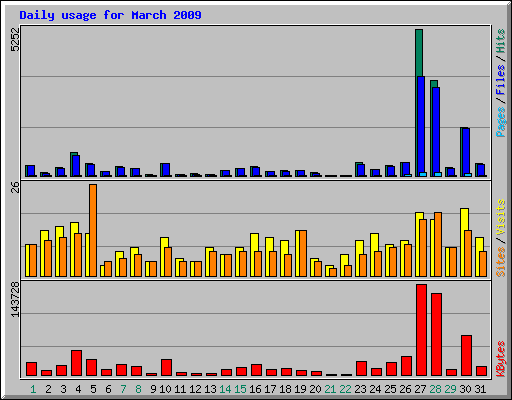 Daily usage for March 2009
5252
Pages / Files / Hits
26
Sites / Visits
143728
KBytes
1 2 3 4 5 6 7 8 9 10 11 12 13 14 15 16 17 18 19 20 21 22 23 24 25 26 27 28 29 30 31